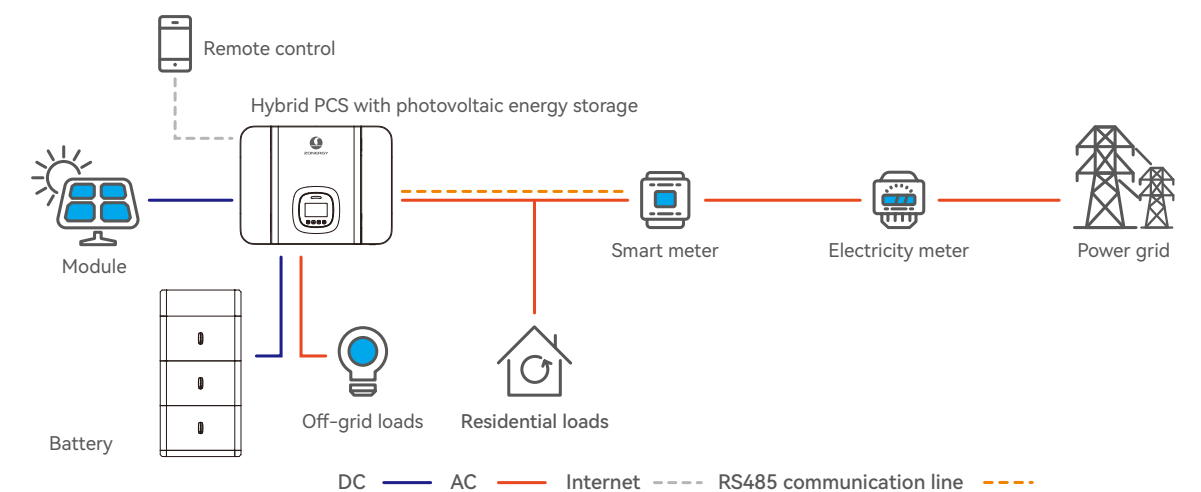 Remote control
Hybrid PCS with photovoltaic energy storage
ZONERGY
Module
Smart meter
Electricity meter
Power grid
Battery
Off-grid loads
Residential loads
DC AC Internet RS485 communication line